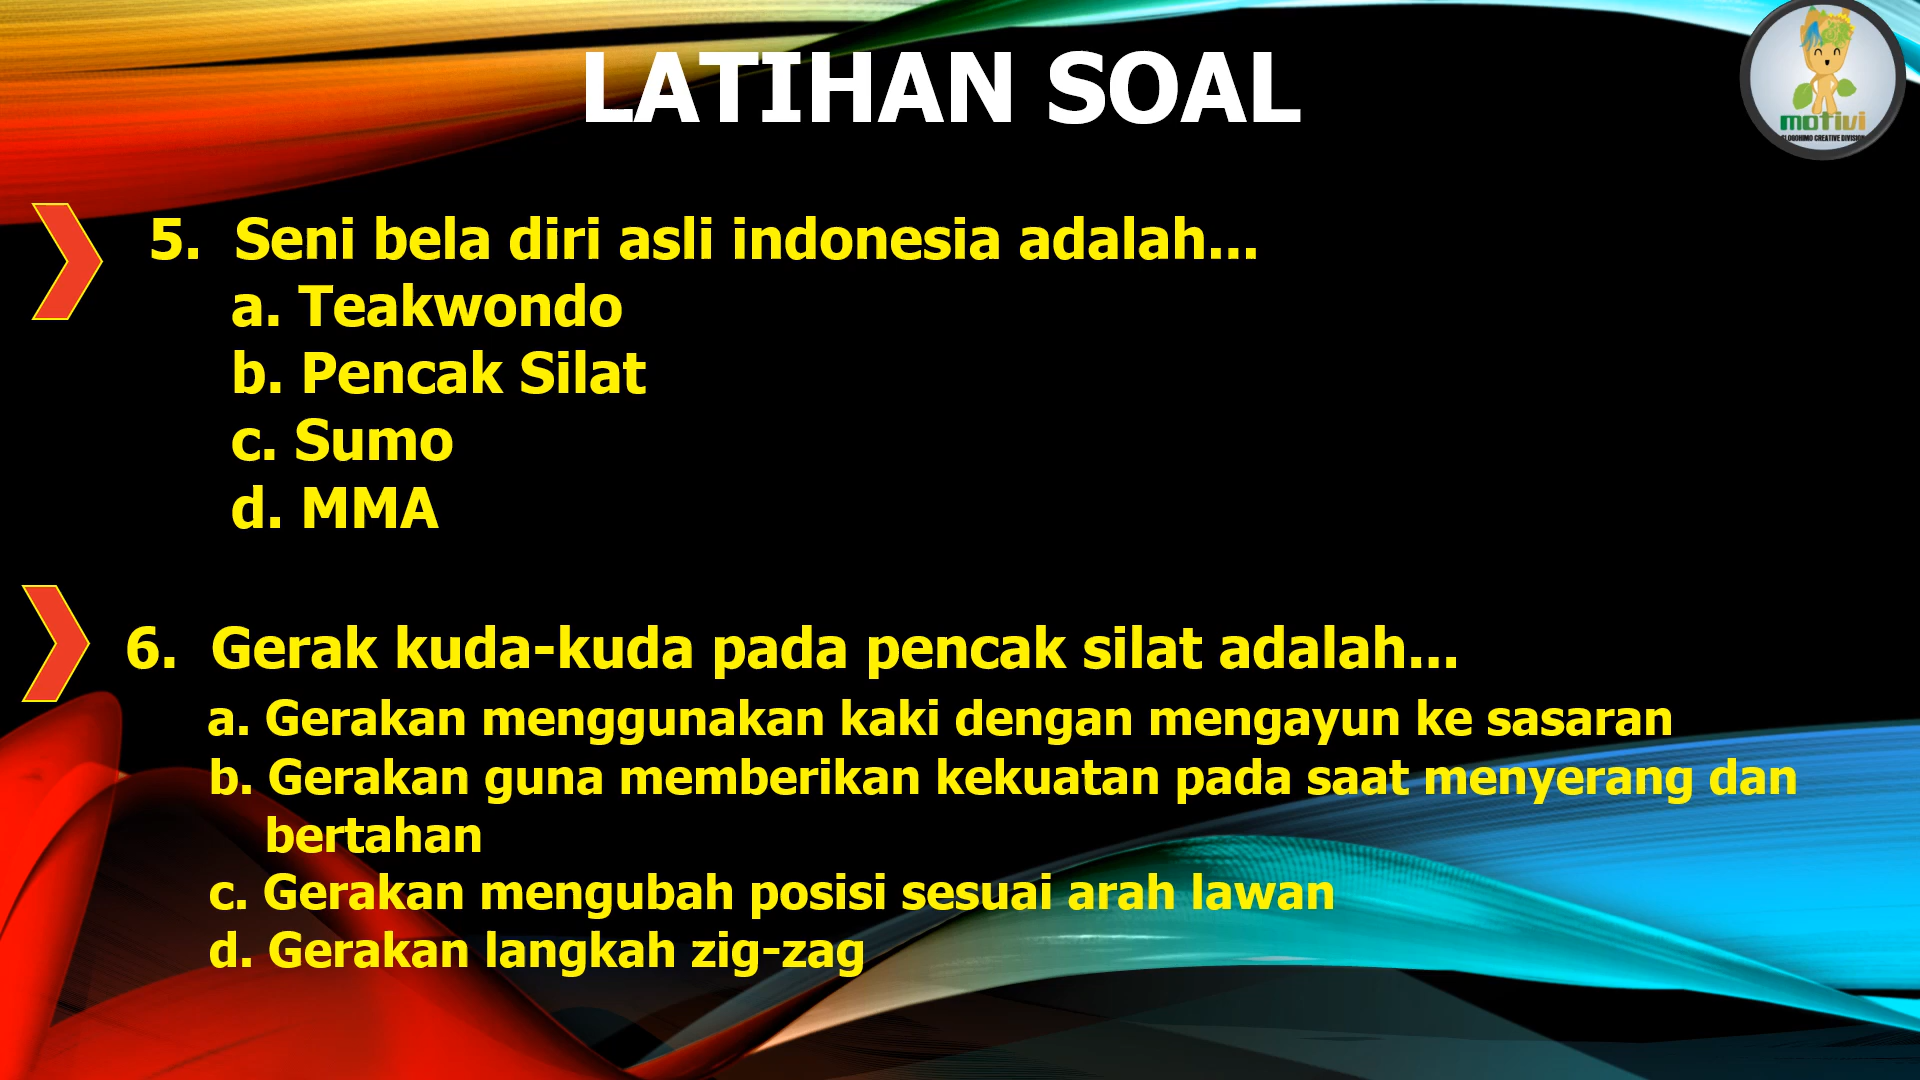 LATIHAN SOAL
motivi
5. Seni bela diri asli indonesia adalah...
a. Teakwondo
b. Pencak Silat
c. Sumo
d. MMA
6. Gerak kuda-kuda pada pencak silat adalah...
a. Gerakan menggunakan kaki dengan mengayun ke sasaran
b. Gerakan guna memberikan kekuatan pada saat menyerang dan
bertahan
c. Gerakan mengubah posisi sesuai arah lawan
d. Gerakan langkah zig-zag